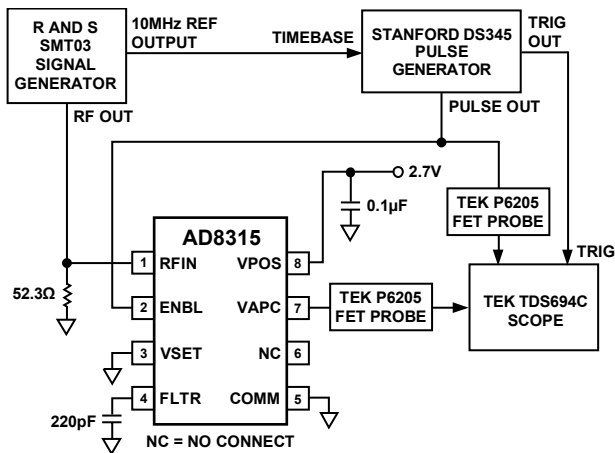 R AND S
SMT03
SIGNAL
GENERATOR
10MHz REF
OUTPUT
TIMEBASE
STANFORD DS345
PULSE
GENERATOR
TRIG
OUT
RF OUT
PULSE OUT
2.7V
0.1µF
TEK P6205
FET PROBE
TRIG
AD8315
1 RFIN
VPOS 8
52.3Ω
2 ENBL
VAPC 7
TEK P6205
FET PROBE
TEK TDS694C
SCOPE
3 VSET
NC 6
4 FLTR
COMM 5
220pF
NC = NO CONNECT